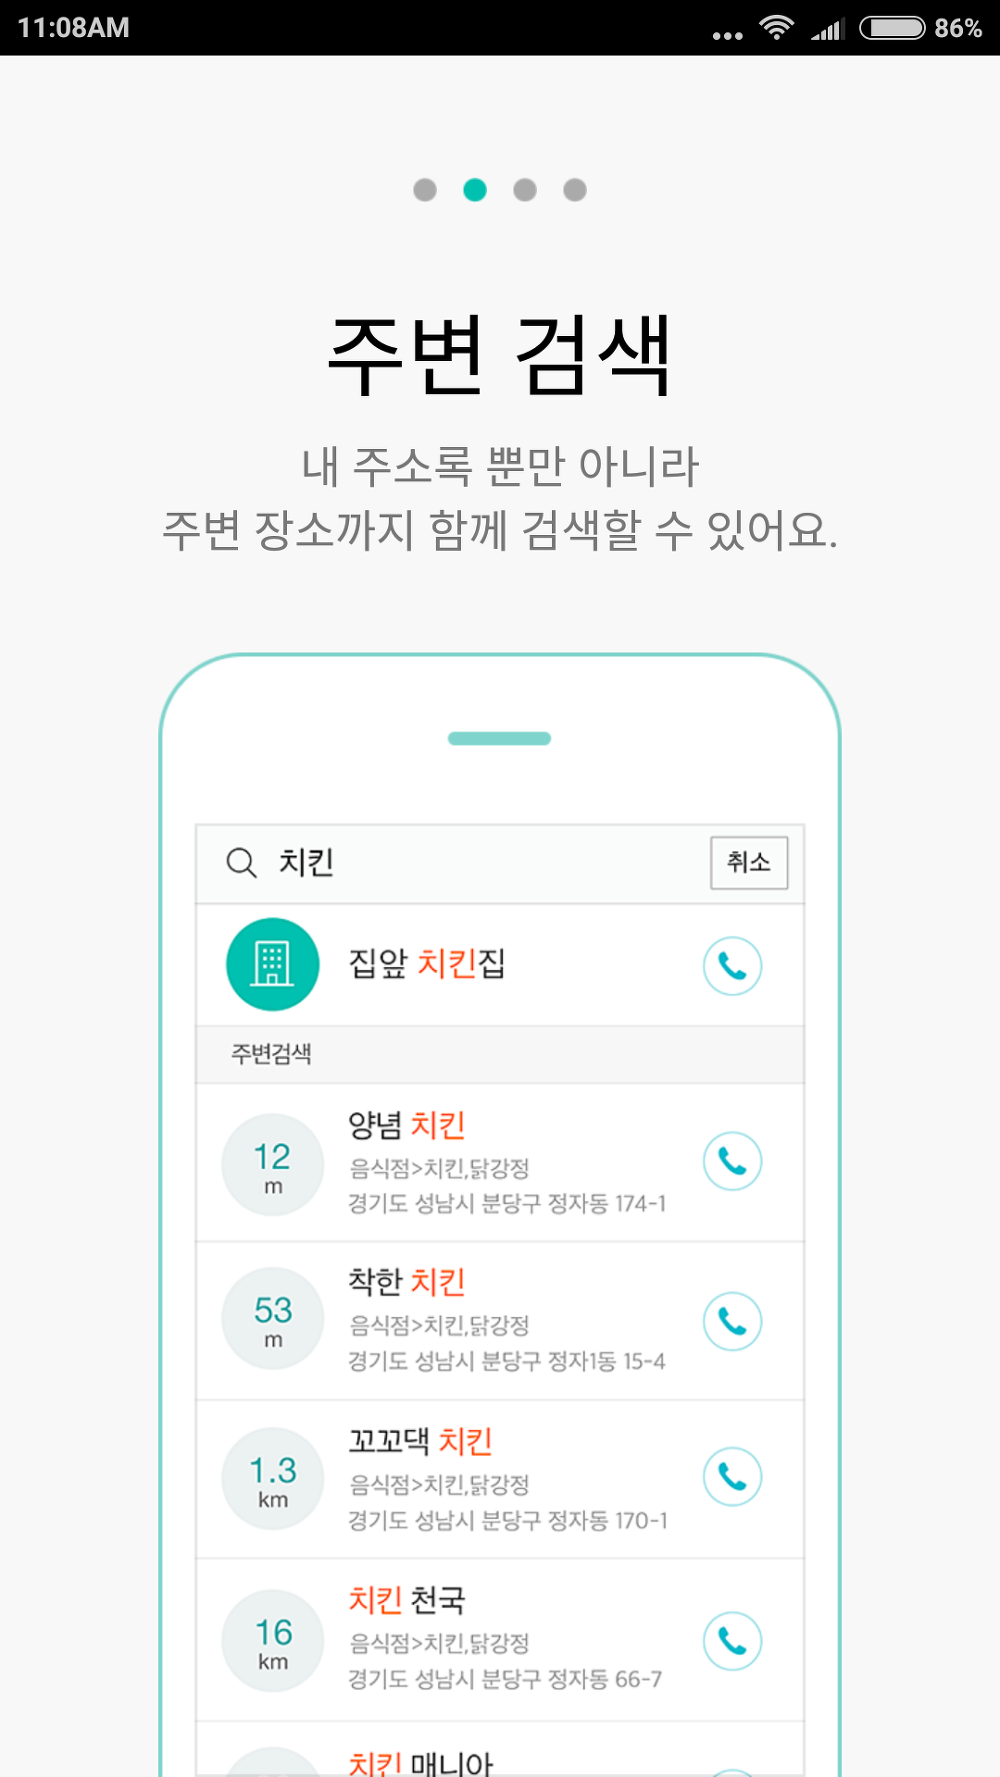 11:08AM
86%
주변 검색
내 주소록 뿐만 아니라
주변 장소까지 함께 검색할 수 있어요.
치킨
취소
집앞 치킨집
주변검색
12
m
양념 치킨
음식점>치킨,닭강정
경기도 성남시 분당구 정자동 174-1
53
m
착한 치킨
음식점>치킨,닭강정
경기도 성남시 분당구 정자1동 15-4
1.3
km
꼬꼬댁 치킨
음식점>치킨,닭강정
경기도 성남시 분당구 정자동 170-1
16
km
치킨 천국
음식점>치킨,닭강정
경기도 성남시 분당구 정자동 66-7
치킨 매니아